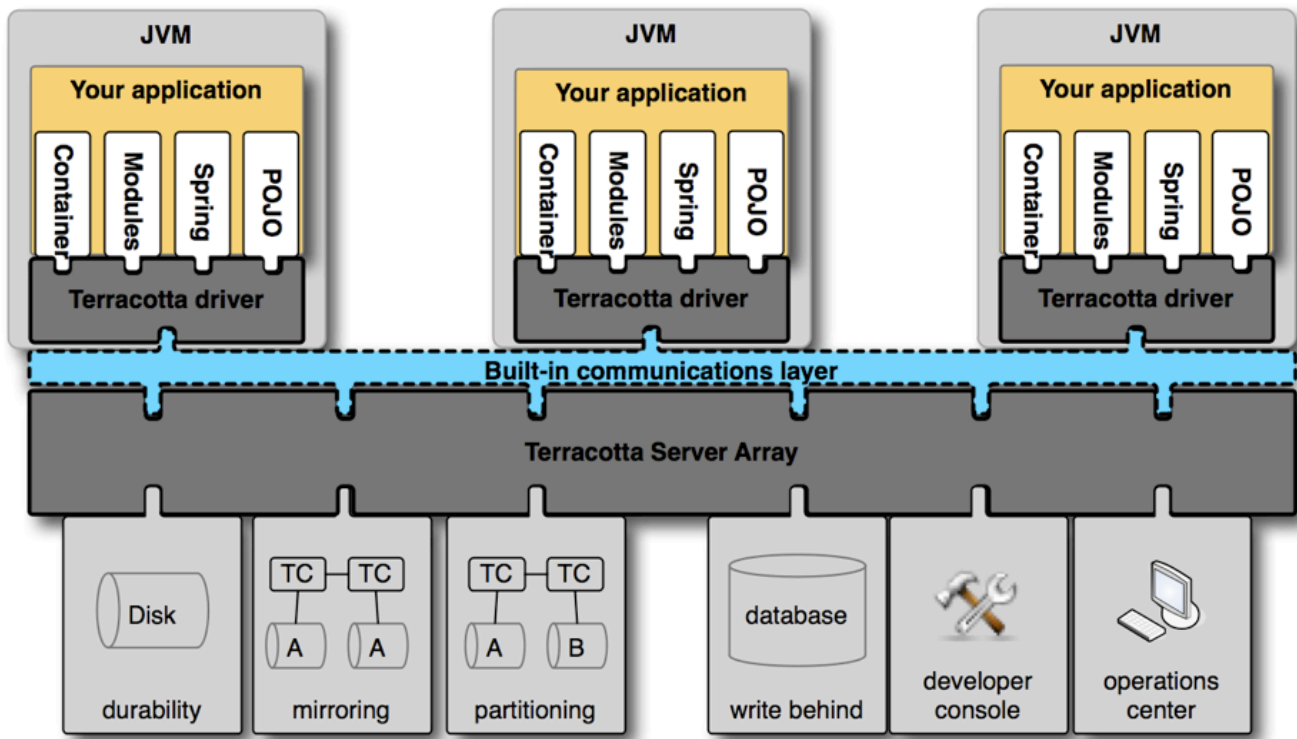 JVM
Your application
Container
Modules
Spring
POJO
Terracotta driver
JVM
Your application
Container
Modules
Spring
POJO
Terracotta driver
JVM
Your application
Container
Modules
Spring
POJO
Terracotta driver
Built-in communications layer
Terracotta Server Array
Disk
durability
TC
TC
A
A
mirroring
TC
TC
A
B
partitioning
database
write behind
developer
console
operations
center